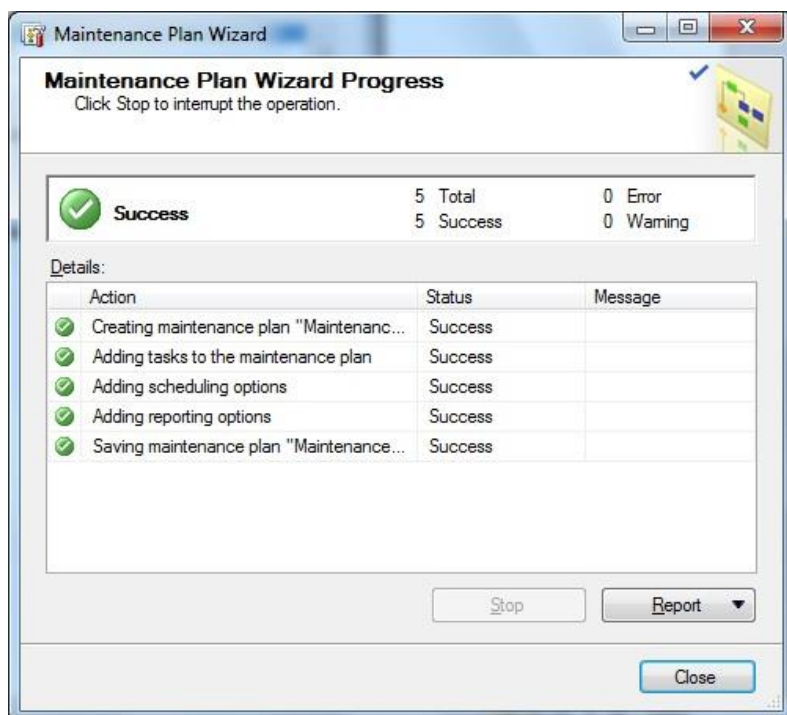 Maintenance Plan Wizard
Maintenance Plan Wizard Progress
Click Stop to interrupt the operation.
Success
5 Total 0 Error
5 Success 0 Warning
Details:
Action Status Message
Creating maintenance plan "Maintenanc... Success
Adding tasks to the maintenance plan Success
Adding scheduling options Success
Adding reporting options Success
Saving maintenance plan "Maintenance... Success
Stop Report
Close